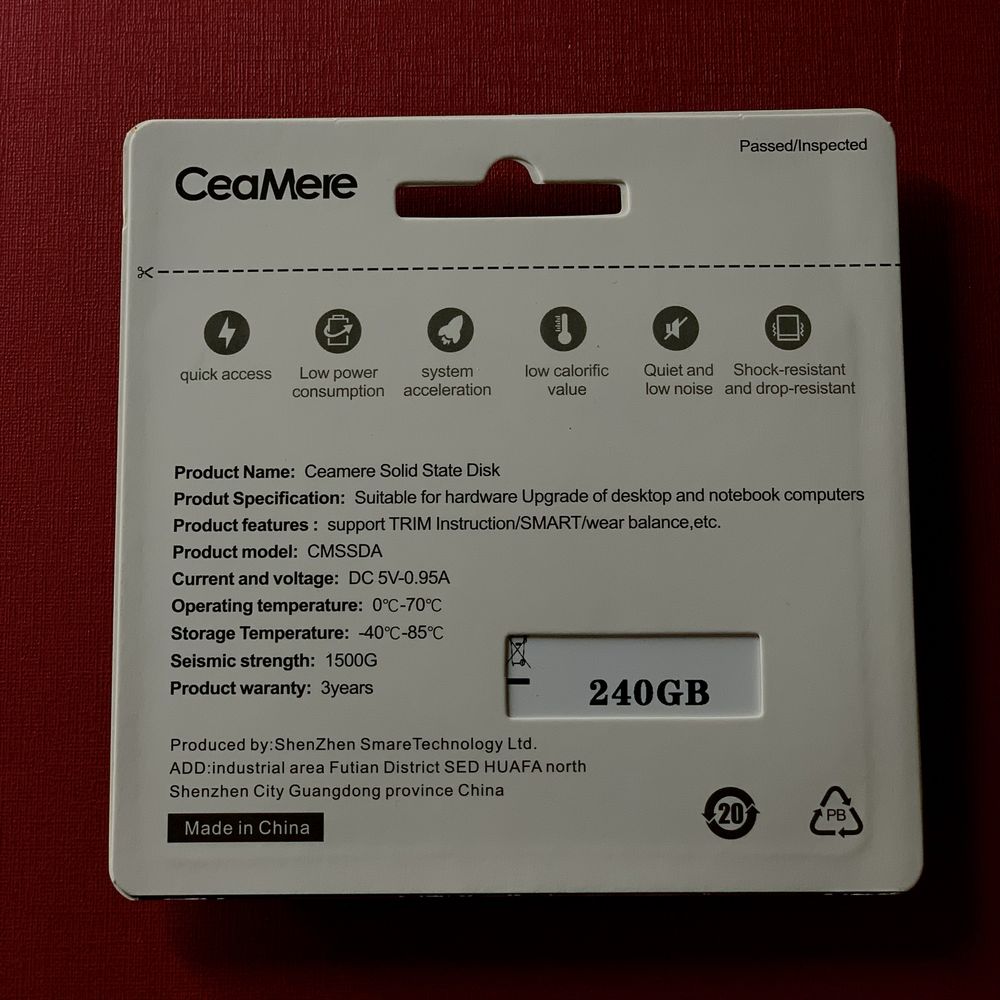 CeaMere
Passed/Inspected
quick access
Low power
consumption
system
acceleration
low calorific
value
Quiet and
low noise
Shock-resistant
and drop-resistant
Product Name: Ceamere Solid State Disk
Produt Specification: Suitable for hardware Upgrade of desktop and notebook computers
Product features : support TRIM Instruction/SMART/wear balance,etc.
Product model: CMSSDA
Current and voltage: DC 5V-0.95A
Operating temperature: 0℃-70℃
Storage Temperature: -40℃-85℃
Seismic strength: 1500G
Product waranty: 3years
240GB
Produced by:ShenZhen SmareTechnology Ltd.
ADD:industrial area Futian District SED HUAFA north
Shenzhen City Guangdong province China
Made in China
20
PB